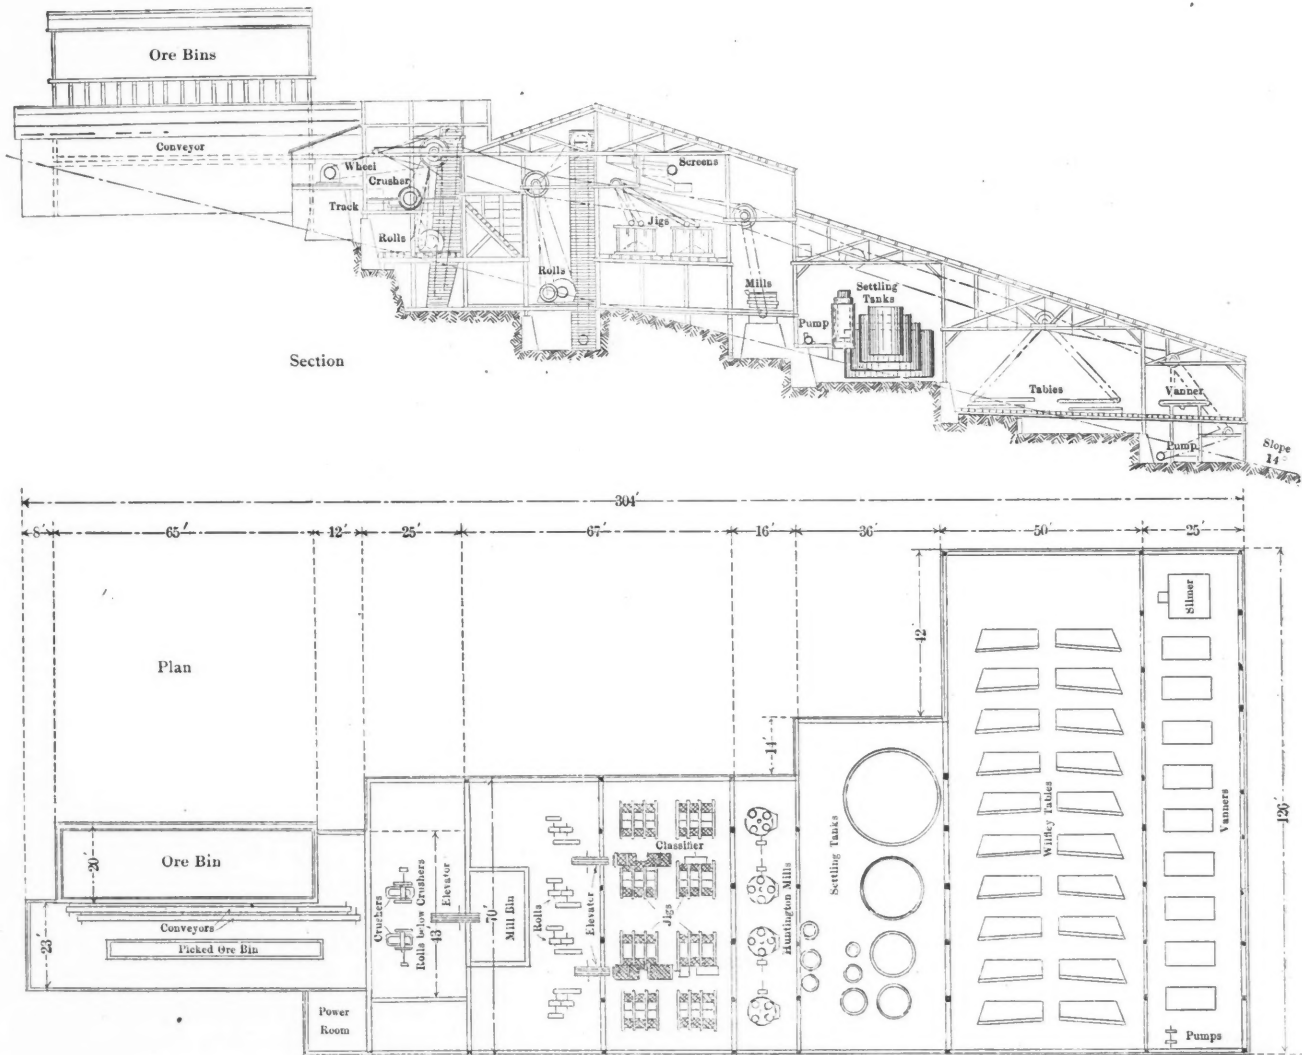 Ore Bins
Conveyor
Wheel
Crusher
Track
Rolls
Rolls
Screens
Jigs
Mills
Settling
Tanks
Pump
Tables
Vanner
Pump
Slope
14°
Section
304'
8'
65'
12'
25'
67'
16'
36'
50'
25'
Plan
42'
14'
126'
Slimer
Ore Bin
20'
Conveyors
Picked Ore Bin
23'
Power
Room
Crushers
Rolls below Crushers
43'
Elevator
70'
Mill Bin
Rolls
Elevator
Classifier
Jigs
Huntington Mills
Settling Tanks
Wilfley Tables
Vanners
Pumps